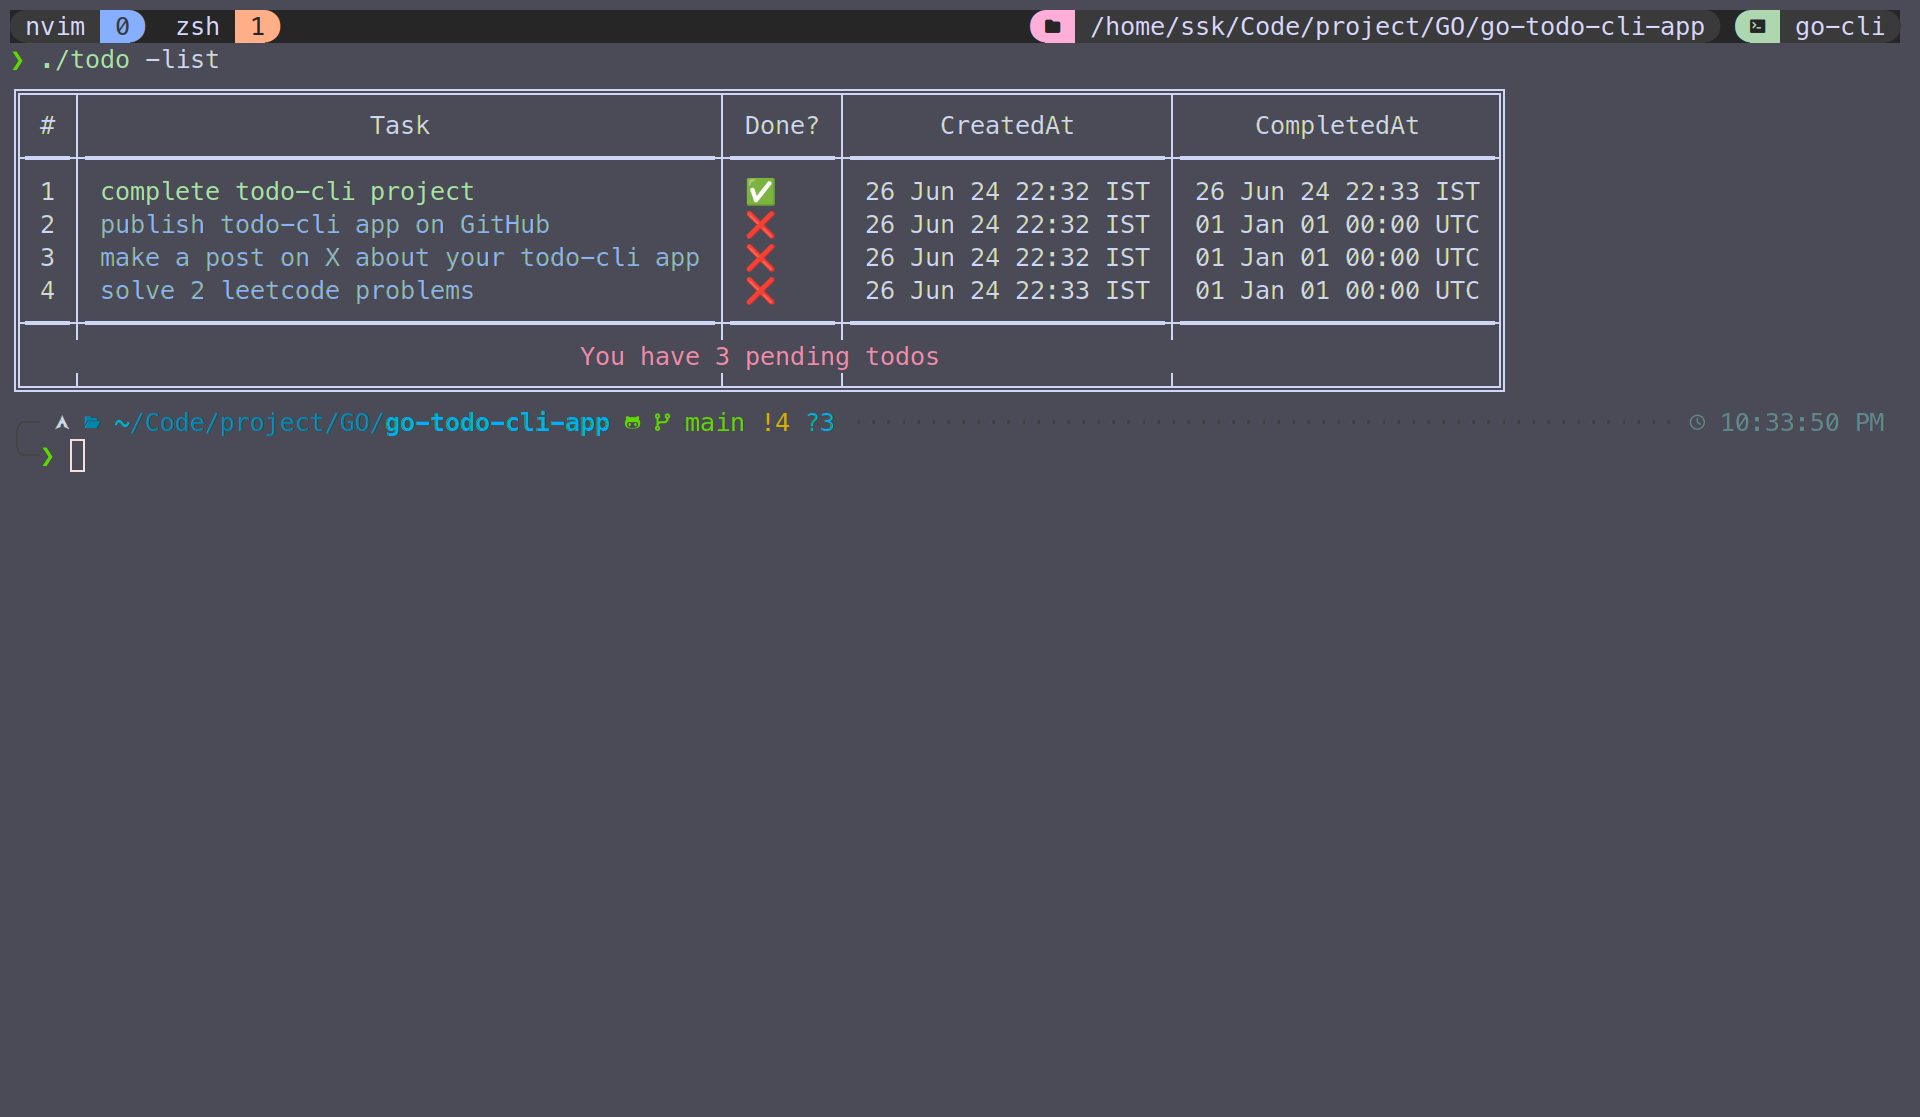 nvim 0 zsh 1 /home/ssk/Code/project/GO/go-todo-cli-app go-cli
❯ ./todo -list
# Task Done? CreatedAt CompletedAt
1 complete todo-cli project ✅ 26 Jun 24 22:32 IST 26 Jun 24 22:33 IST
2 publish todo-cli app on GitHub ❌ 26 Jun 24 22:32 IST 01 Jan 01 00:00 UTC
3 make a post on X about your todo-cli app ❌ 26 Jun 24 22:32 IST 01 Jan 01 00:00 UTC
4 solve 2 leetcode problems ❌ 26 Jun 24 22:33 IST 01 Jan 01 00:00 UTC
You have 3 pending todos
~/Code/project/GO/go-todo-cli-app main !4 ?3 10:33:50 PM
❯